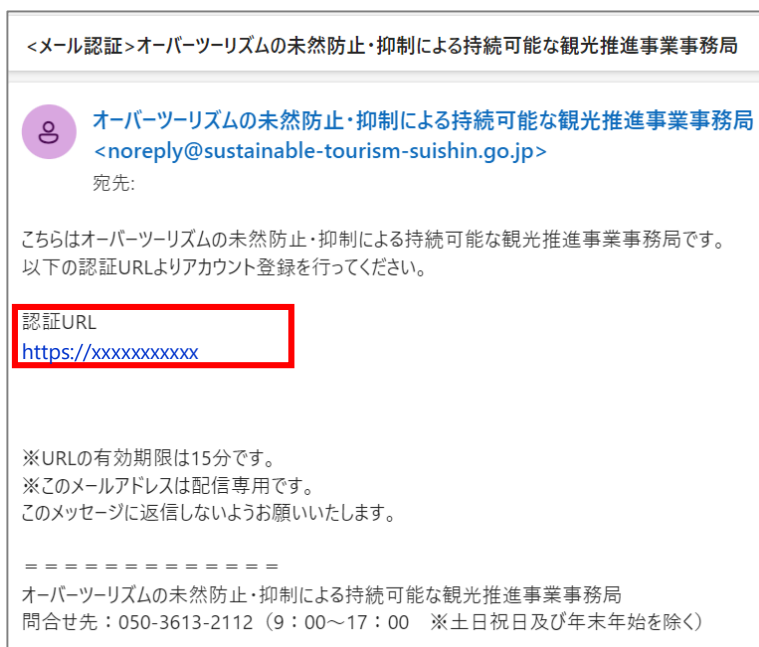 <メール認証>オーバーツーリズムの未然防止・抑制による持続可能な観光推進事業事務局
オーバーツーリズムの未然防止・抑制による持続可能な観光推進事業事務局
<noreply@sustainable-tourism-suishin.go.jp>
宛先:
こちらはオーバーツーリズムの未然防止・抑制による持続可能な観光推進事業事務局です。
以下の認証URLよりアカウント登録を行ってください。
認証URL
https://xxxxxxxxxxx
※URLの有効期限は15分です。
※このメールアドレスは配信専用です。
このメッセージに返信しないようお願いいたします。
＝＝＝＝＝＝＝＝＝＝＝＝＝
オーバーツーリズムの未然防止・抑制による持続可能な観光推進事業事務局
問合せ先：050-3613-2112（9：00～17：00　※土日祝日及び年末年始を除く）